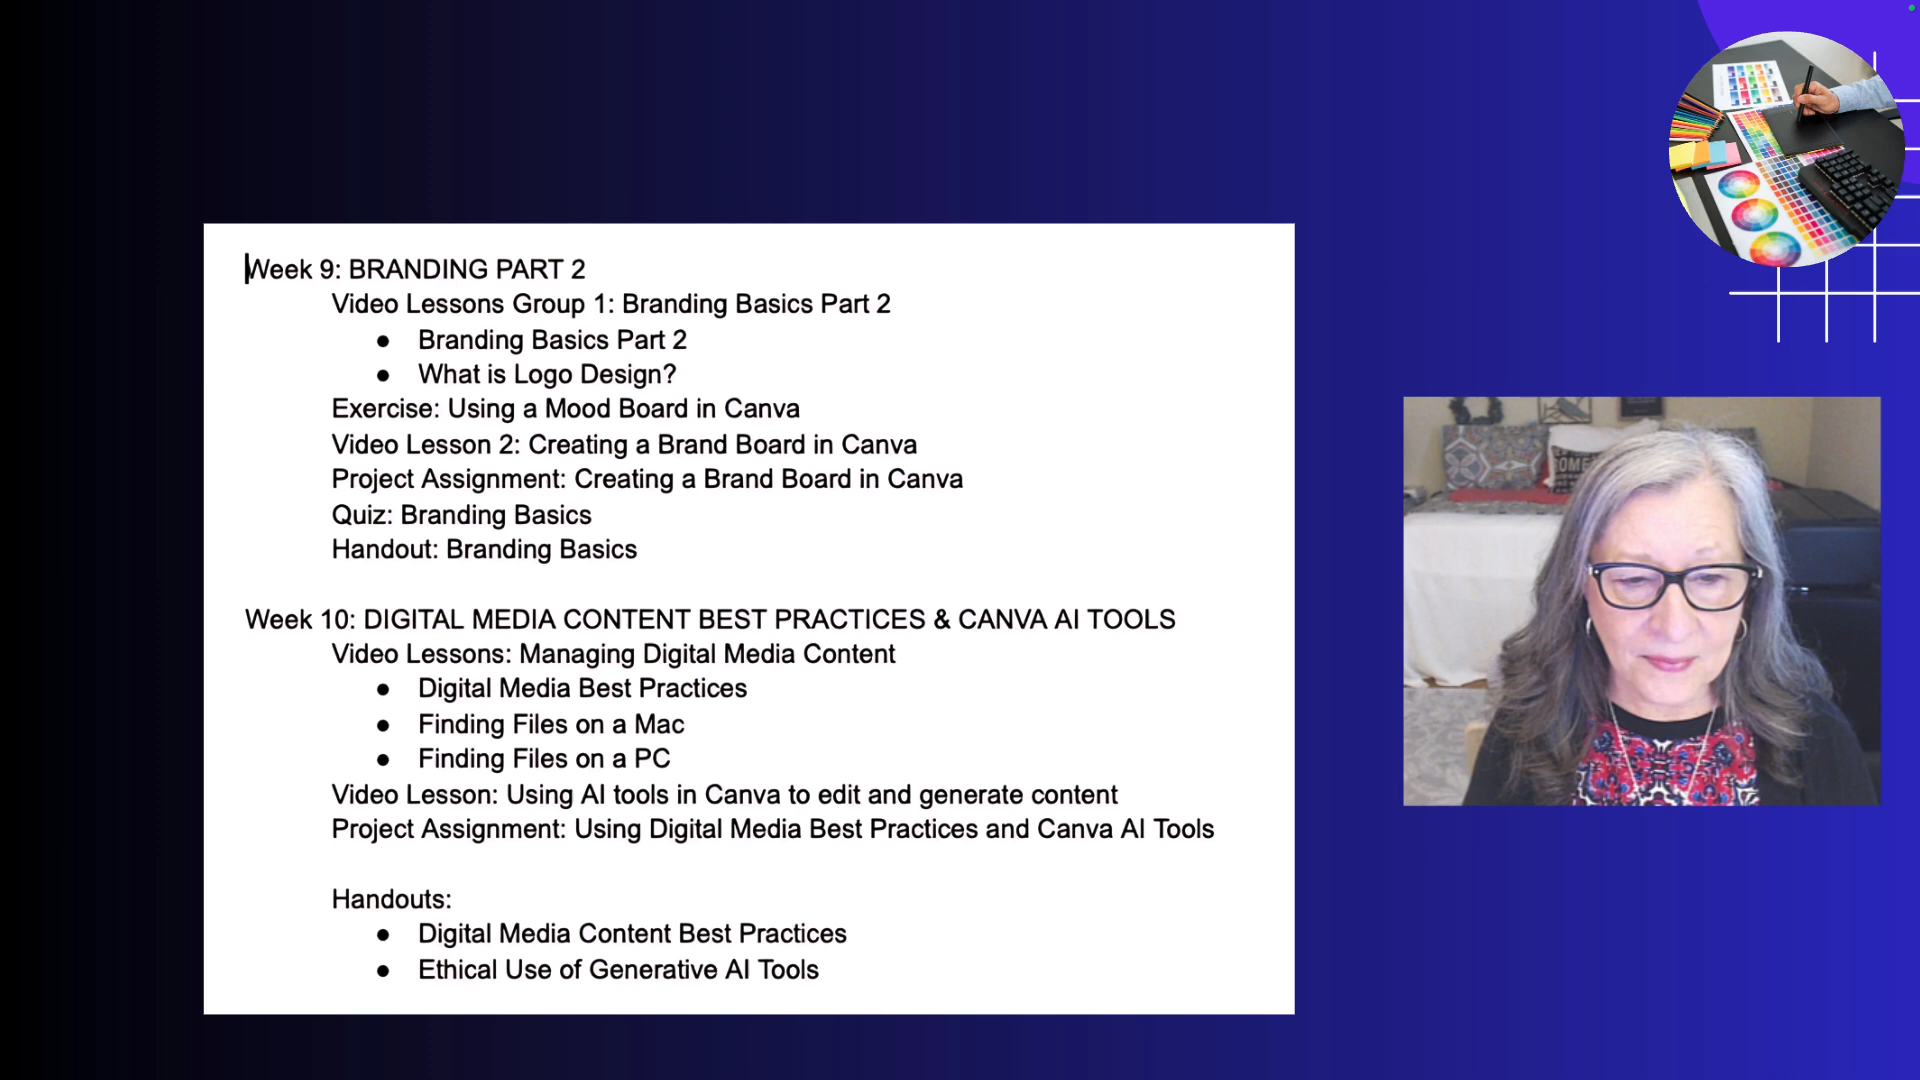 Week 9: BRANDING PART 2
Video Lessons Group 1: Branding Basics Part 2
● Branding Basics Part 2
● What is Logo Design?
Exercise: Using a Mood Board in Canva
Video Lesson 2: Creating a Brand Board in Canva
Project Assignment: Creating a Brand Board in Canva
Quiz: Branding Basics
Handout: Branding Basics
Week 10: DIGITAL MEDIA CONTENT BEST PRACTICES & CANVA AI TOOLS
Video Lessons: Managing Digital Media Content
● Digital Media Best Practices
● Finding Files on a Mac
● Finding Files on a PC
Video Lesson: Using AI tools in Canva to edit and generate content
Project Assignment: Using Digital Media Best Practices and Canva AI Tools
Handouts:
● Digital Media Content Best Practices
● Ethical Use of Generative AI Tools